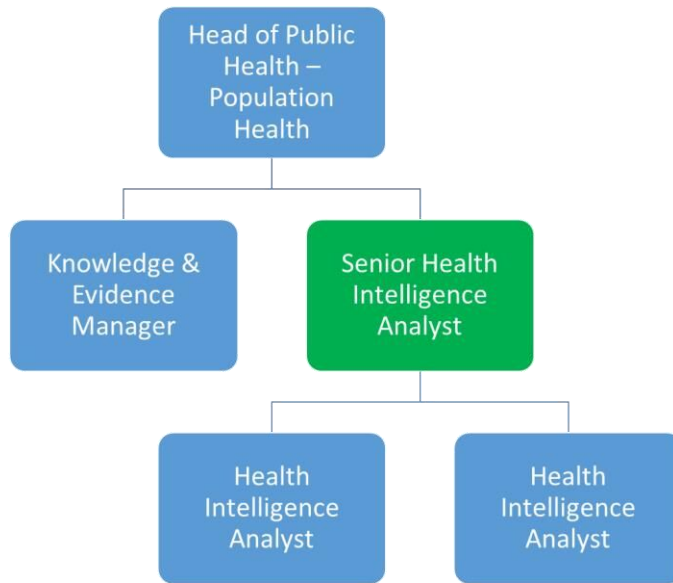 Head of Public
Health –
Population
Health
Knowledge &
Evidence
Manager
Senior Health
Intelligence
Analyst
Health
Intelligence
Analyst
Health
Intelligence
Analyst